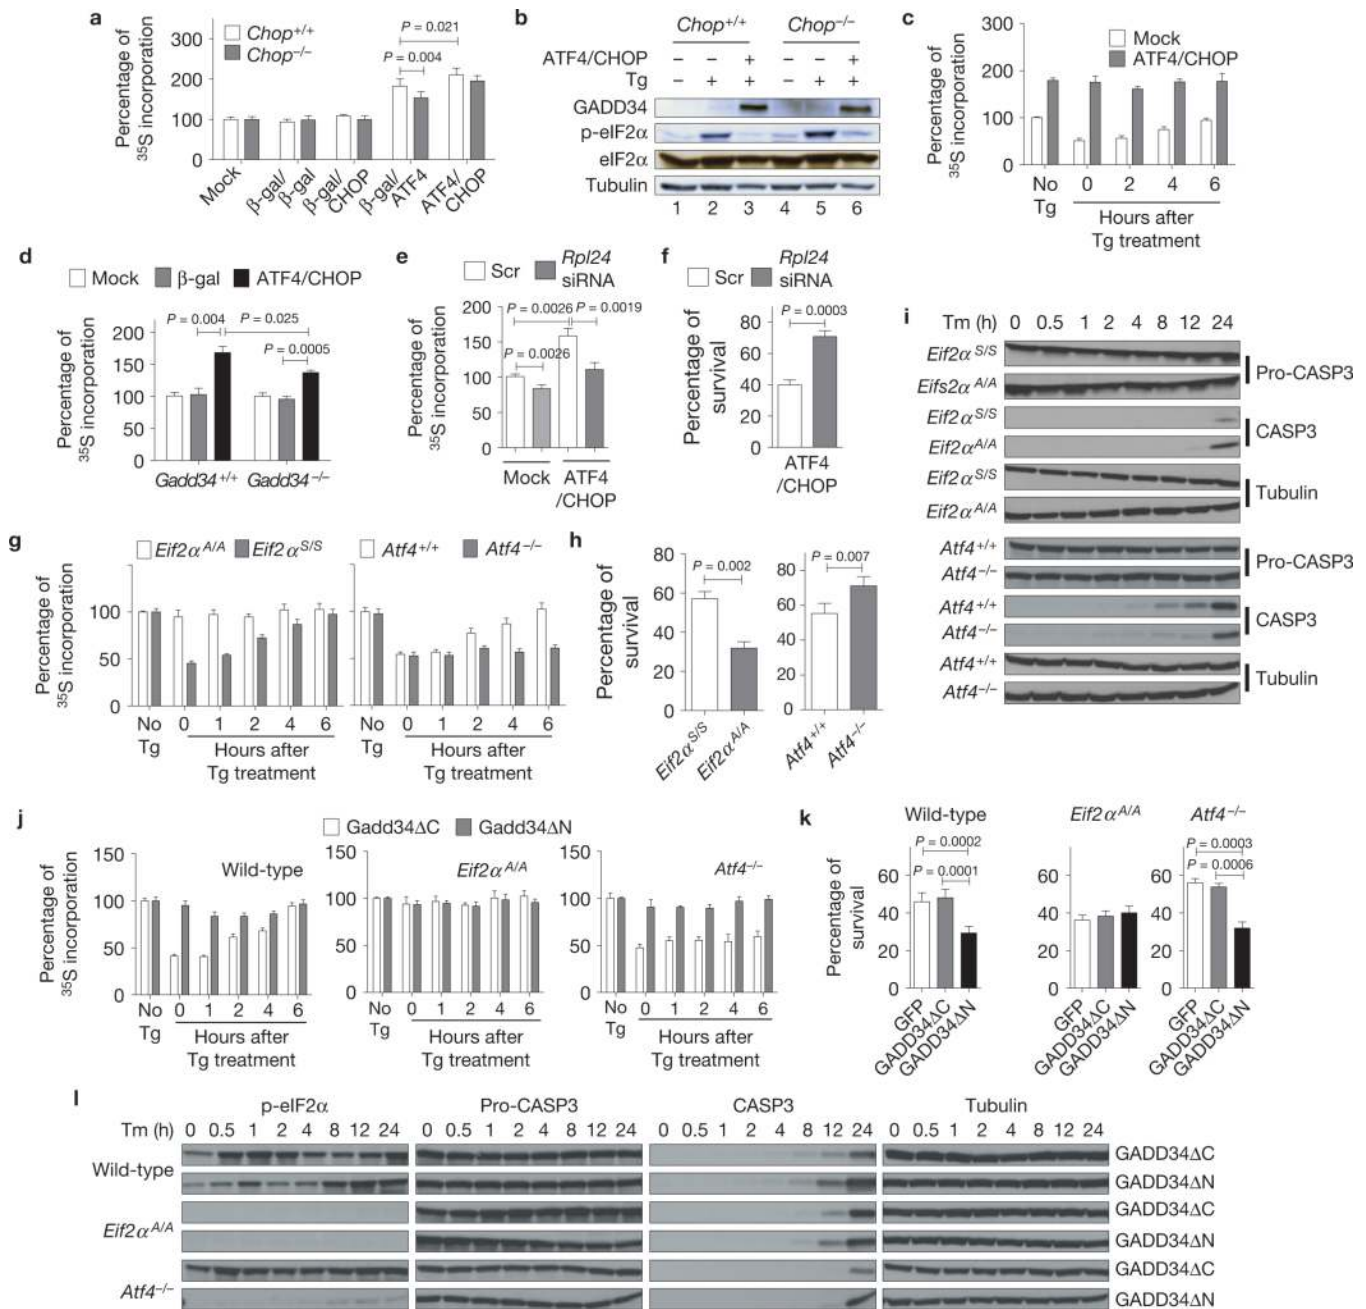 a
Chop+/+
Chop−/−
P = 0.021
P = 0.004
Percentage of
35S incorporation
300
200
100
0
Mock
β-gal/
β-gal
β-gal/
CHOP
β-gal/
ATF4
ATF4/
CHOP
b
Chop+/+ Chop−/−
ATF4/CHOP − − + − − +
Tg − + + − + +
GADD34
p-eIF2α
eIF2α
Tubulin
1 2 3 4 5 6
c
Mock
ATF4/CHOP
Percentage of
35S incorporation
300
200
100
0
No
Tg
0 2 4 6
Hours after
Tg treatment
d
Mock β-gal ATF4/CHOP
P = 0.004 P = 0.025
P = 0.0005
Percentage of
35S incorporation
200
150
100
50
0
Gadd34+/+ Gadd34−/−
e
Scr Rpl24
siRNA
P = 0.0026 P = 0.0019
P = 0.0026
Percentage of
35S incorporation
200
150
100
50
0
Mock ATF4
/CHOP
f
Scr Rpl24
siRNA
P = 0.0003
Percentage of
survival
80
60
40
20
0
ATF4
/CHOP
g
Eif2αA/A Eif2αS/S
Percentage of
35S incorporation
100
50
0
No
Tg
0 1 2 4 6
Hours after
Tg treatment
Atf4+/+ Atf4−/−
No
Tg
0 1 2 4 6
Hours after
Tg treatment
h
P = 0.002
Percentage of
survival
80
60
40
20
0
Eif2αS/S
Eif2αA/A
P = 0.007
80
60
40
20
0
Atf4+/+
Atf4−/−
i
Tm (h) 0 0.5 1 2 4 8 12 24
Eif2αS/S
Eifs2αA/A
Pro-CASP3
Eif2αS/S
Eif2αA/A
CASP3
Eif2αS/S
Eif2αA/A
Tubulin
Atf4+/+
Atf4−/−
Pro-CASP3
Atf4+/+
Atf4−/−
CASP3
Atf4+/+
Atf4−/−
Tubulin
j
Gadd34ΔC Gadd34ΔN
Percentage of
35S incorporation
Wild-type
150
100
50
0
No
Tg
0 1 2 4 6
Hours after
Tg treatment
Eif2αA/A
150
100
50
0
No
Tg
0 1 2 4 6
Hours after
Tg treatment
Atf4−/−
150
100
50
0
No
Tg
0 1 2 4 6
Hours after
Tg treatment
k
Wild-type
P = 0.0002
P = 0.0001
Percentage of
survival
60
40
20
0
GFP
GADD34ΔC
GADD34ΔN
Eif2αA/A
60
40
20
0
GFP
GADD34ΔC
GADD34ΔN
Atf4−/−
P = 0.0003
P = 0.0006
60
40
20
0
GFP
GADD34ΔC
GADD34ΔN
l
p-eIF2α Pro-CASP3 CASP3 Tubulin
Tm (h) 0 0.5 1 2 4 8 12 24 0 0.5 1 2 4 8 12 24 0 0.5 1 2 4 8 12 24 0 0.5 1 2 4 8 12 24
Wild-type
GADD34ΔC
GADD34ΔN
Eif2αA/A
GADD34ΔC
GADD34ΔN
Atf4−/−
GADD34ΔC
GADD34ΔN